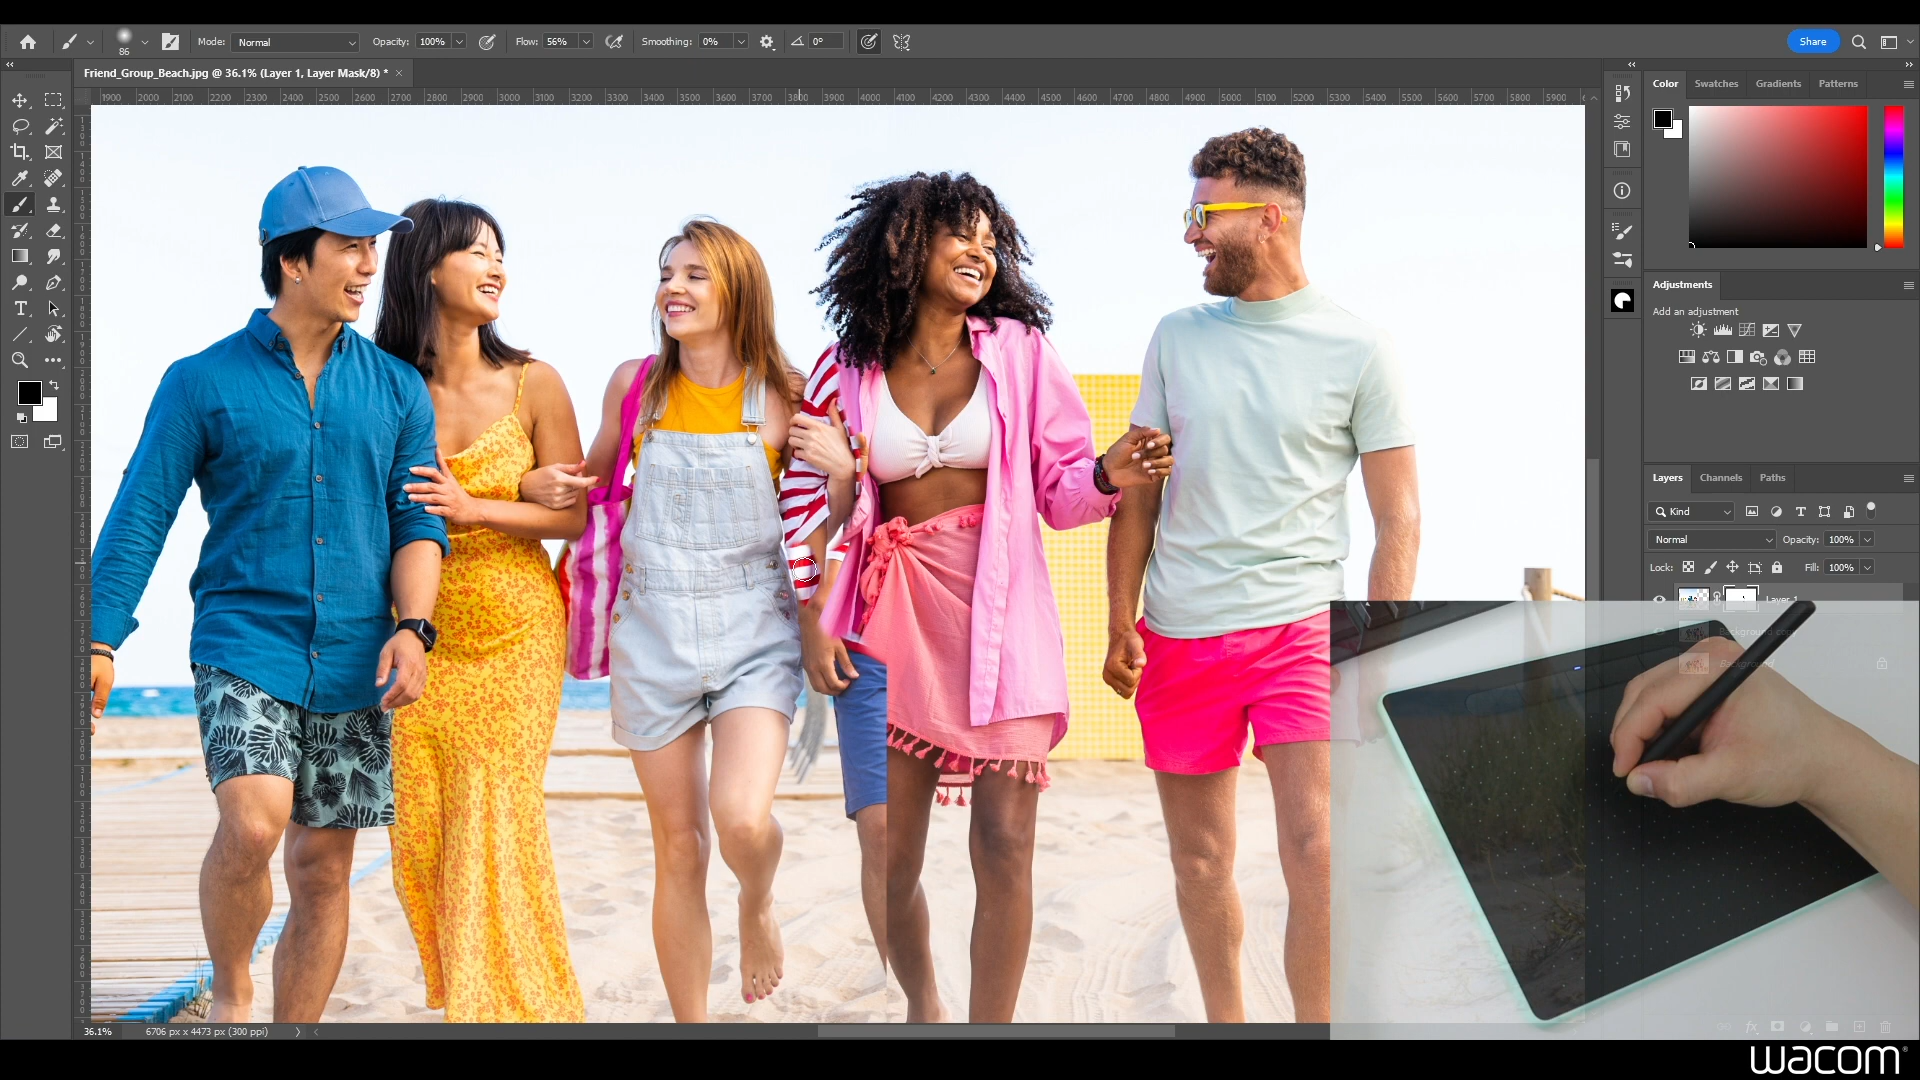 86
Mode: Normal
Opacity: 100%
Flow: 56%
Smoothing: 0%
0°
Share
Friend_Group_Beach.jpg @ 36.1% (Layer 1, Layer Mask/8) *
1900 2000 2100 2200 2300 2400 2500 2600 2700 2800 2900 3000 3100 3200 3300 3400 3500 3600 3700 3800 3900 4000 4100 4200 4300 4400 4500 4600 4700 4800 4900 5000 5100 5200 5300 5400 5500 5600 5700 5800 5900
Color Swatches Gradients Patterns
Adjustments
Add an adjustment
Layers Channels Paths
Kind
Normal
Opacity: 100%
Lock:
Fill: 100%
Layer 1
Background copy
Background
36.1%
6706 px x 4473 px (300 ppi)
wacom